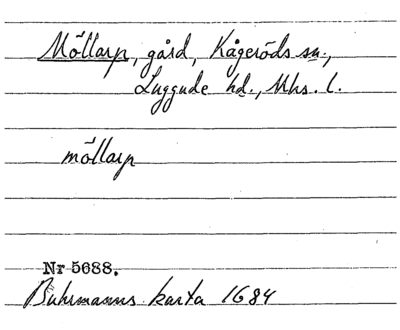 Möllarp, gård, Kågeröds sn.,
Luggude hd., Mhs. l.
möllarp
Nr 5688.
Buhrmanns karta 1684